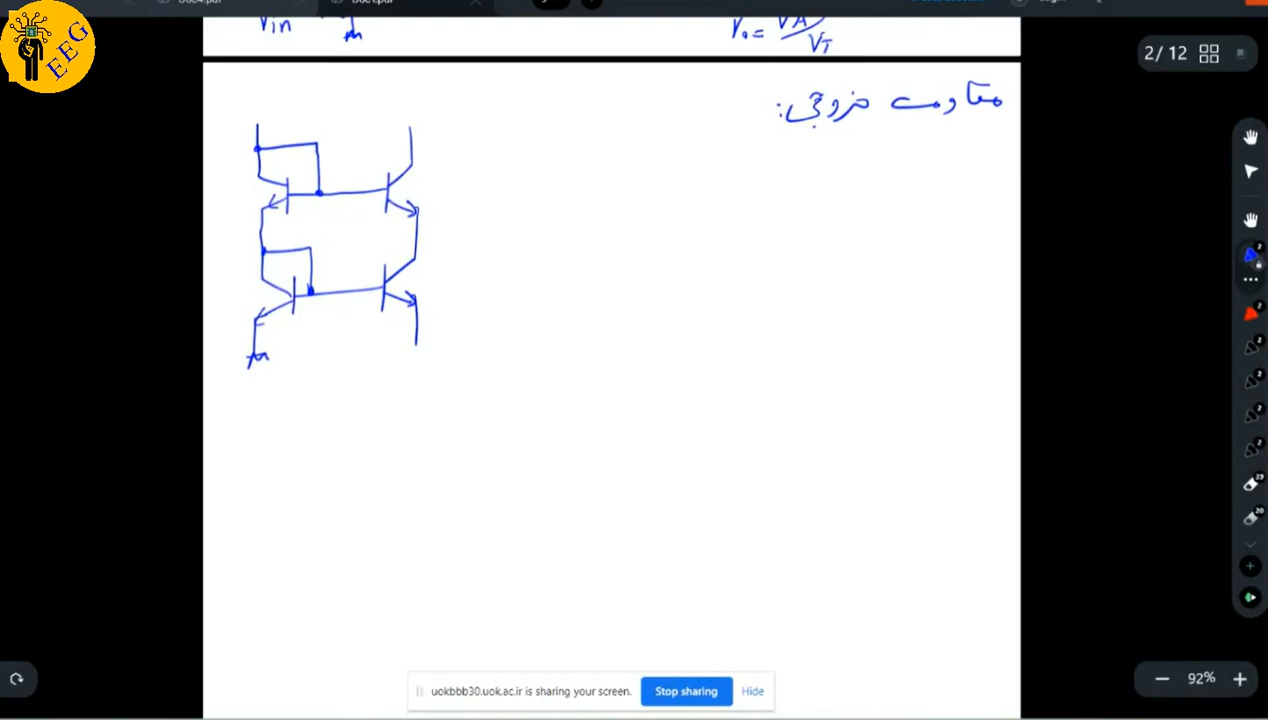 Vin
r₀ = VA/VT
2/12
EEG
مقاومت خروجی:
uokbbb30.uok.ac.ir is sharing your screen.
Stop sharing
Hide
92%